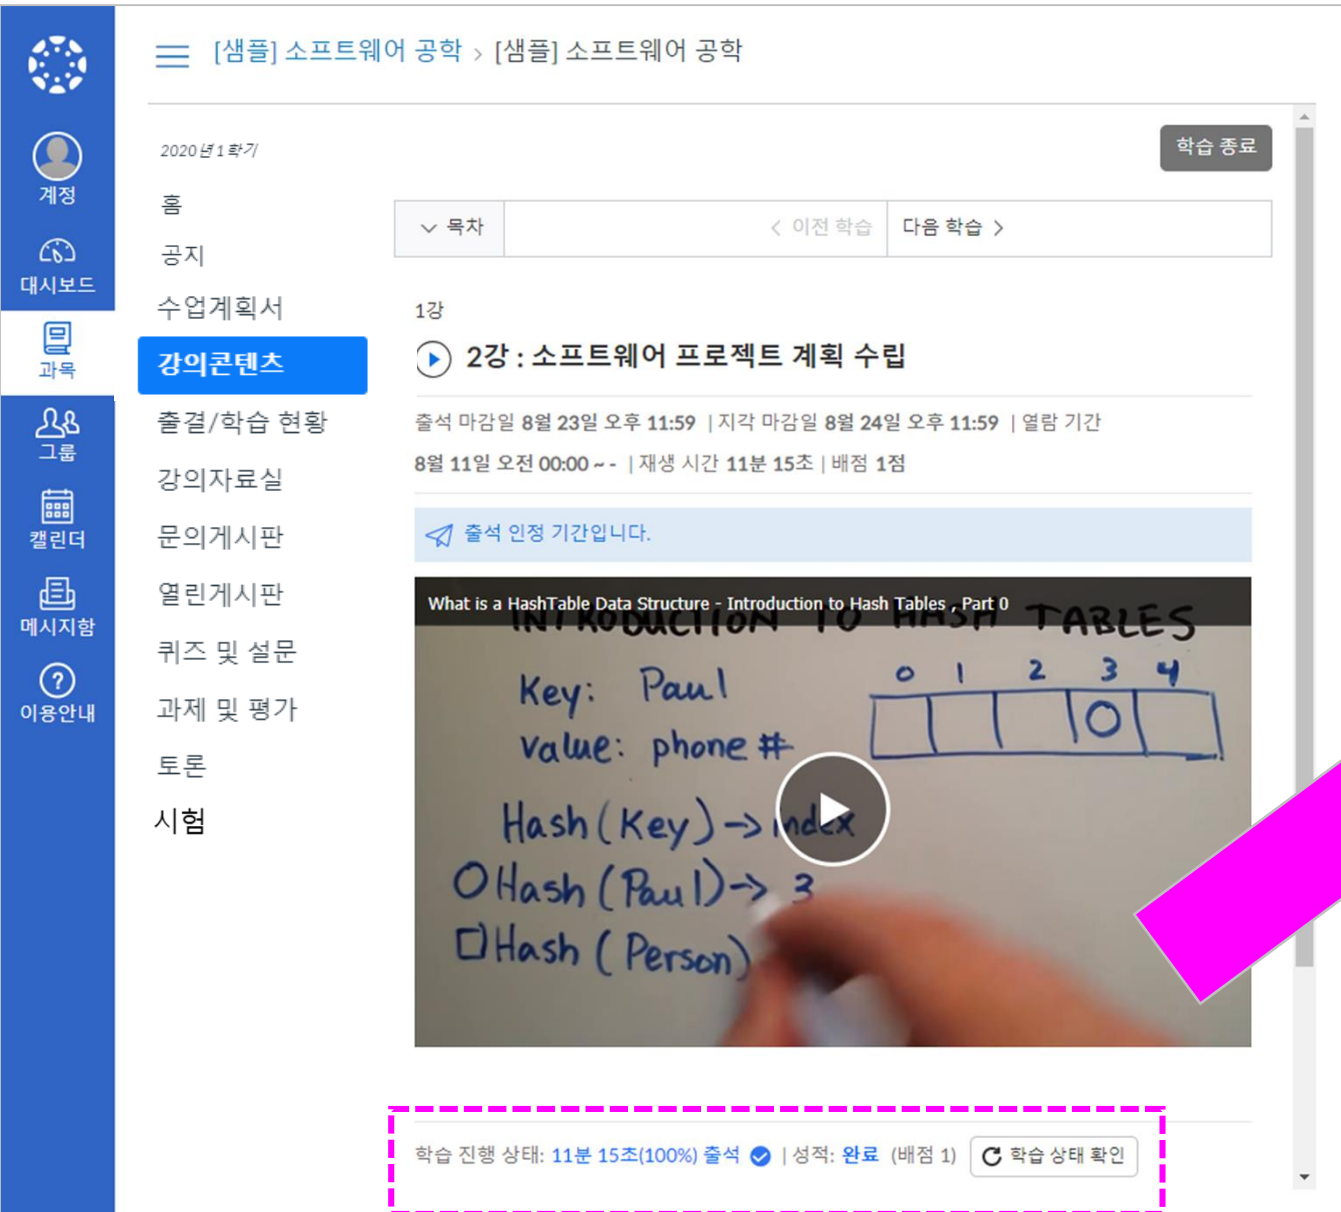 [샘플] 소프트웨어 공학 > [샘플] 소프트웨어 공학
계정
대시보드
과목
그룹
캘린더
메시지함
이용안내
2020년 1학기
홈
공지
수업계획서
강의콘텐츠
출결/학습 현황
강의자료실
문의게시판
열린게시판
퀴즈 및 설문
과제 및 평가
토론
시험
학습 종료
목차
< 이전 학습
다음 학습 >
1강
2강 : 소프트웨어 프로젝트 계획 수립
출석 마감일 8월 23일 오후 11:59 | 지각 마감일 8월 24일 오후 11:59 | 열람 기간
8월 11일 오전 00:00 ~ - | 재생 시간 11분 15초 | 배점 1점
출석 인정 기간입니다.
What is a HashTable Data Structure - Introduction to Hash Tables , Part 0
INTRODUCTION TO HASH TABLES
0 1 2 3 4
Key: Paul
value: phone #
Hash (Key) -> index
Hash (Paul) -> 3
Hash (Person)
학습 진행 상태: 11분 15초(100%) 출석 | 성적: 완료 (배점 1)
학습 상태 확인